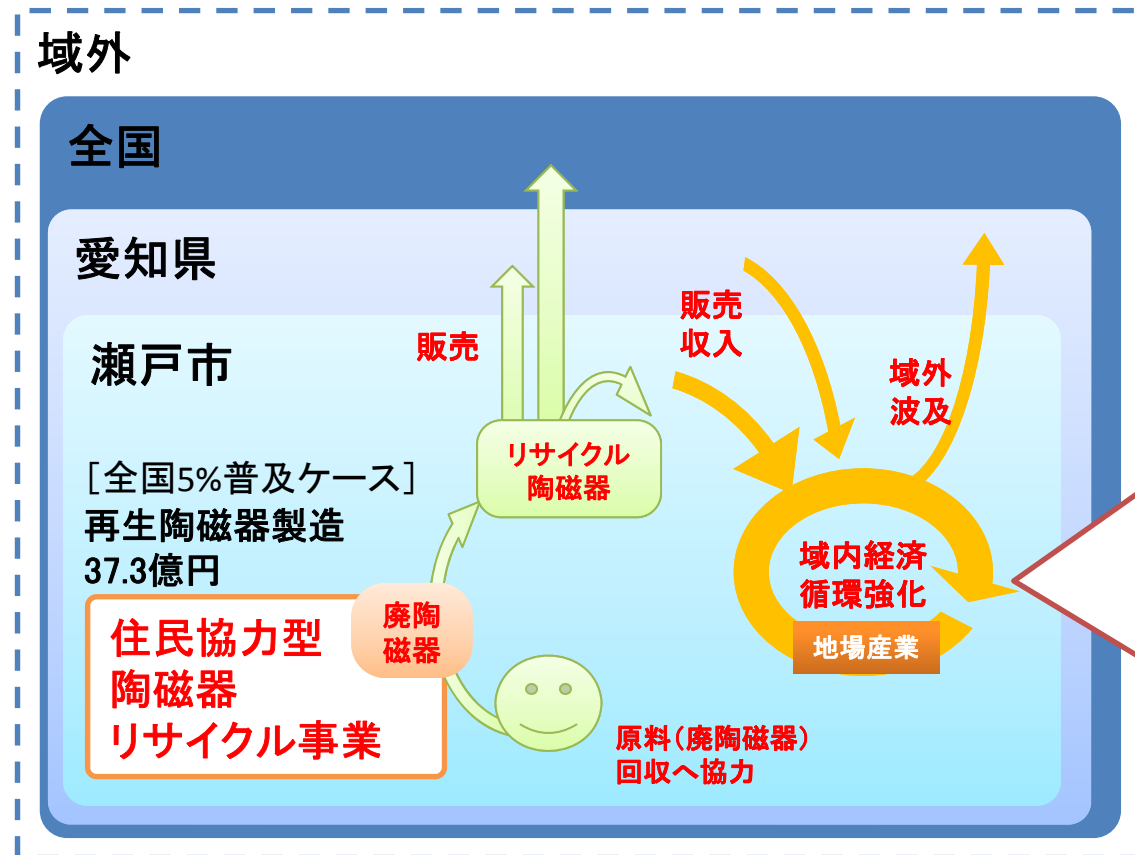 域外
全国
愛知県
瀬戸市
販売
販売
収入
域外
波及
リサイクル
陶磁器
［全国5%普及ケース］
再生陶磁器製造
37.3億円
域内経済
循環強化
地場産業
廃陶
磁器
住民協力型
陶磁器
リサイクル事業
原料（廃陶磁器）
回収へ協力